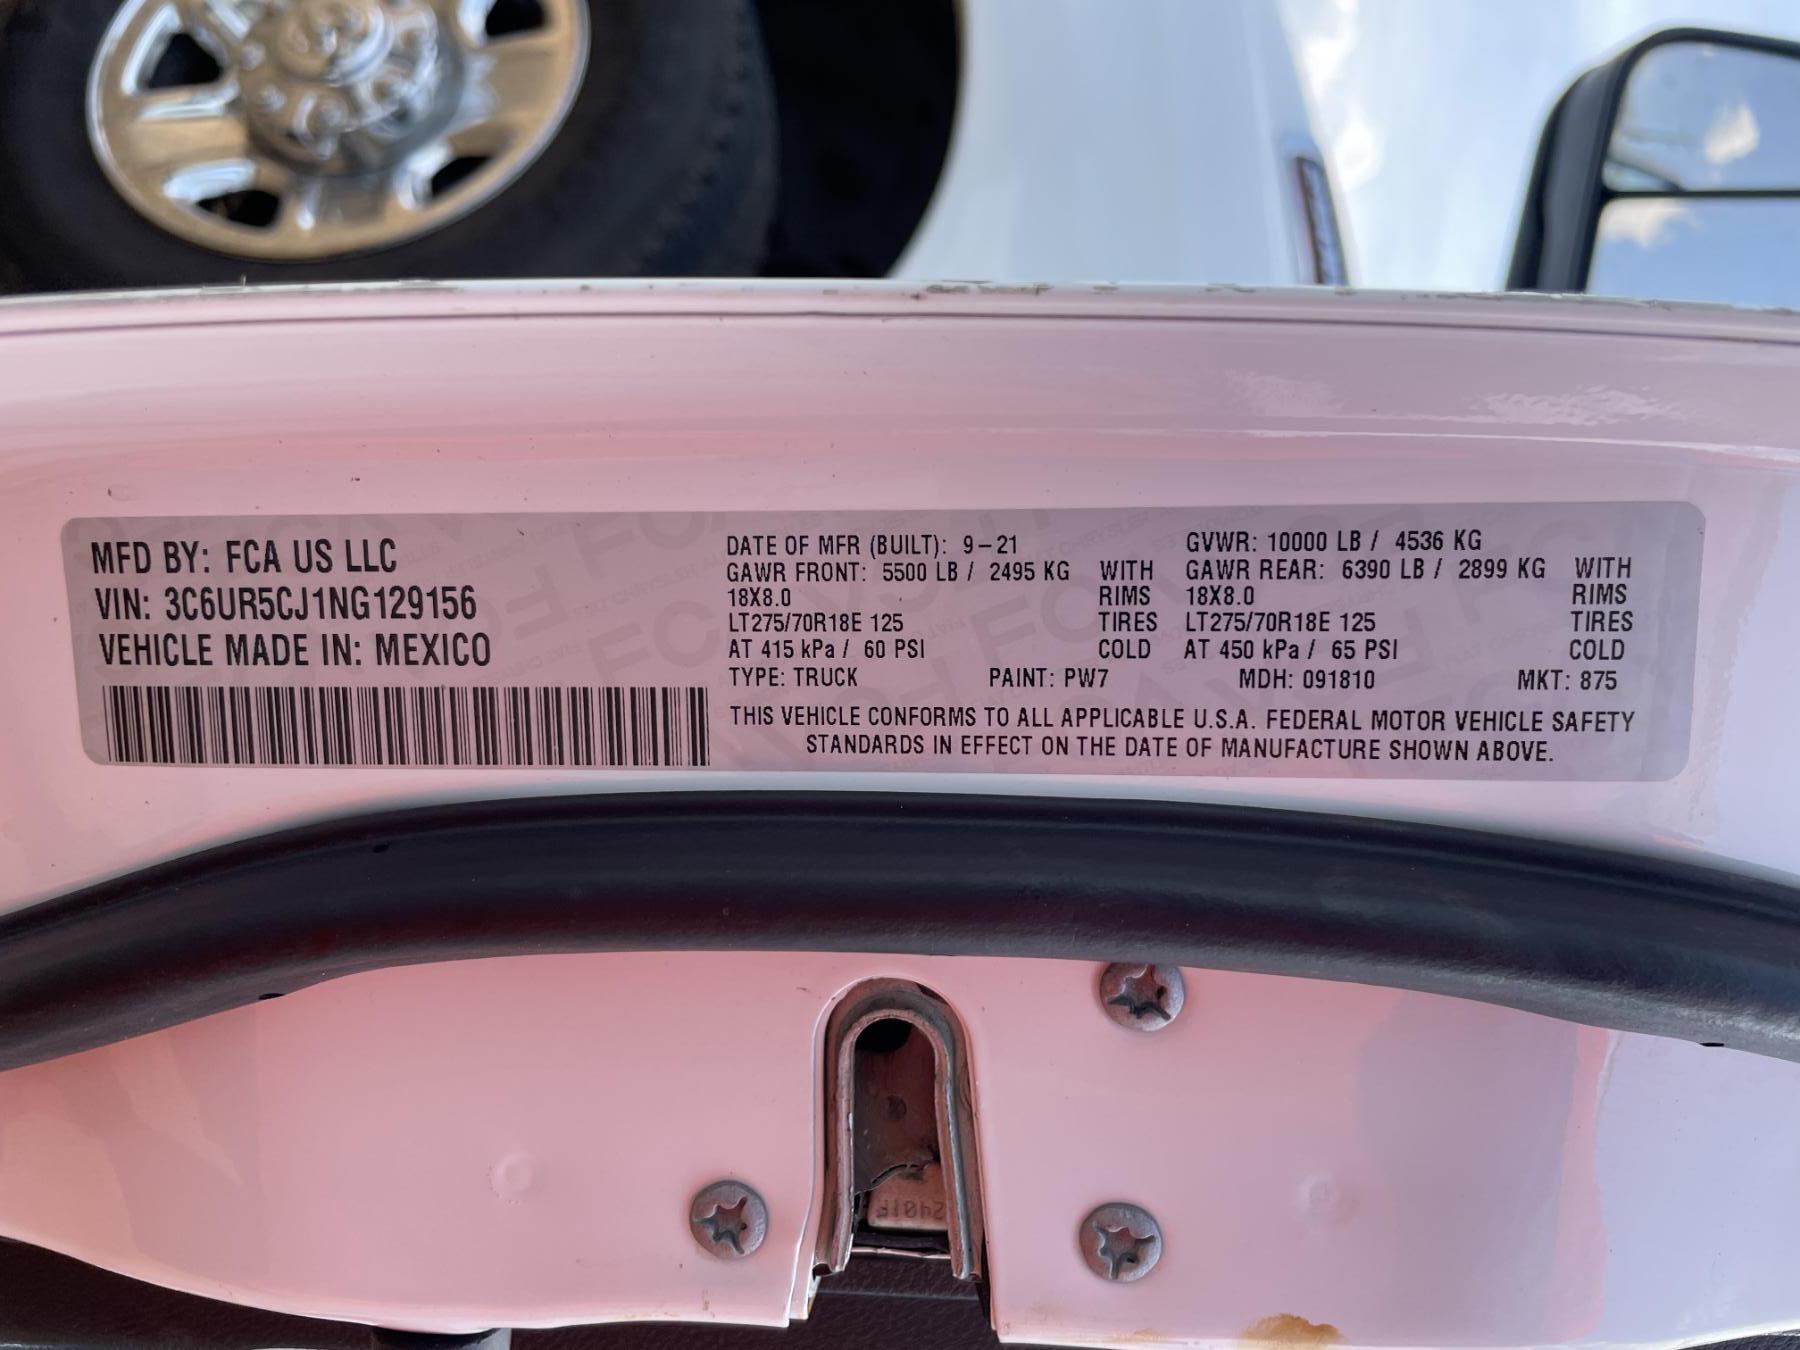 MFD BY: FCA US LLC
VIN: 3C6UR5CJ1NG129156
VEHICLE MADE IN: MEXICO
DATE OF MFR (BUILT): 9-21 GVWR: 10000 LB / 4536 KG
GAWR FRONT: 5500 LB / 2495 KG WITH GAWR REAR: 6390 LB / 2899 KG WITH
18X8.0 RIMS 18X8.0 RIMS
LT275/70R18E 125 TIRES LT275/70R18E 125 TIRES
AT 415 kPa / 60 PSI COLD AT 450 kPa / 65 PSI COLD
TYPE: TRUCK PAINT: PW7 MDH: 091810 MKT: 875
THIS VEHICLE CONFORMS TO ALL APPLICABLE U.S.A. FEDERAL MOTOR VEHICLE SAFETY
STANDARDS IN EFFECT ON THE DATE OF MANUFACTURE SHOWN ABOVE.